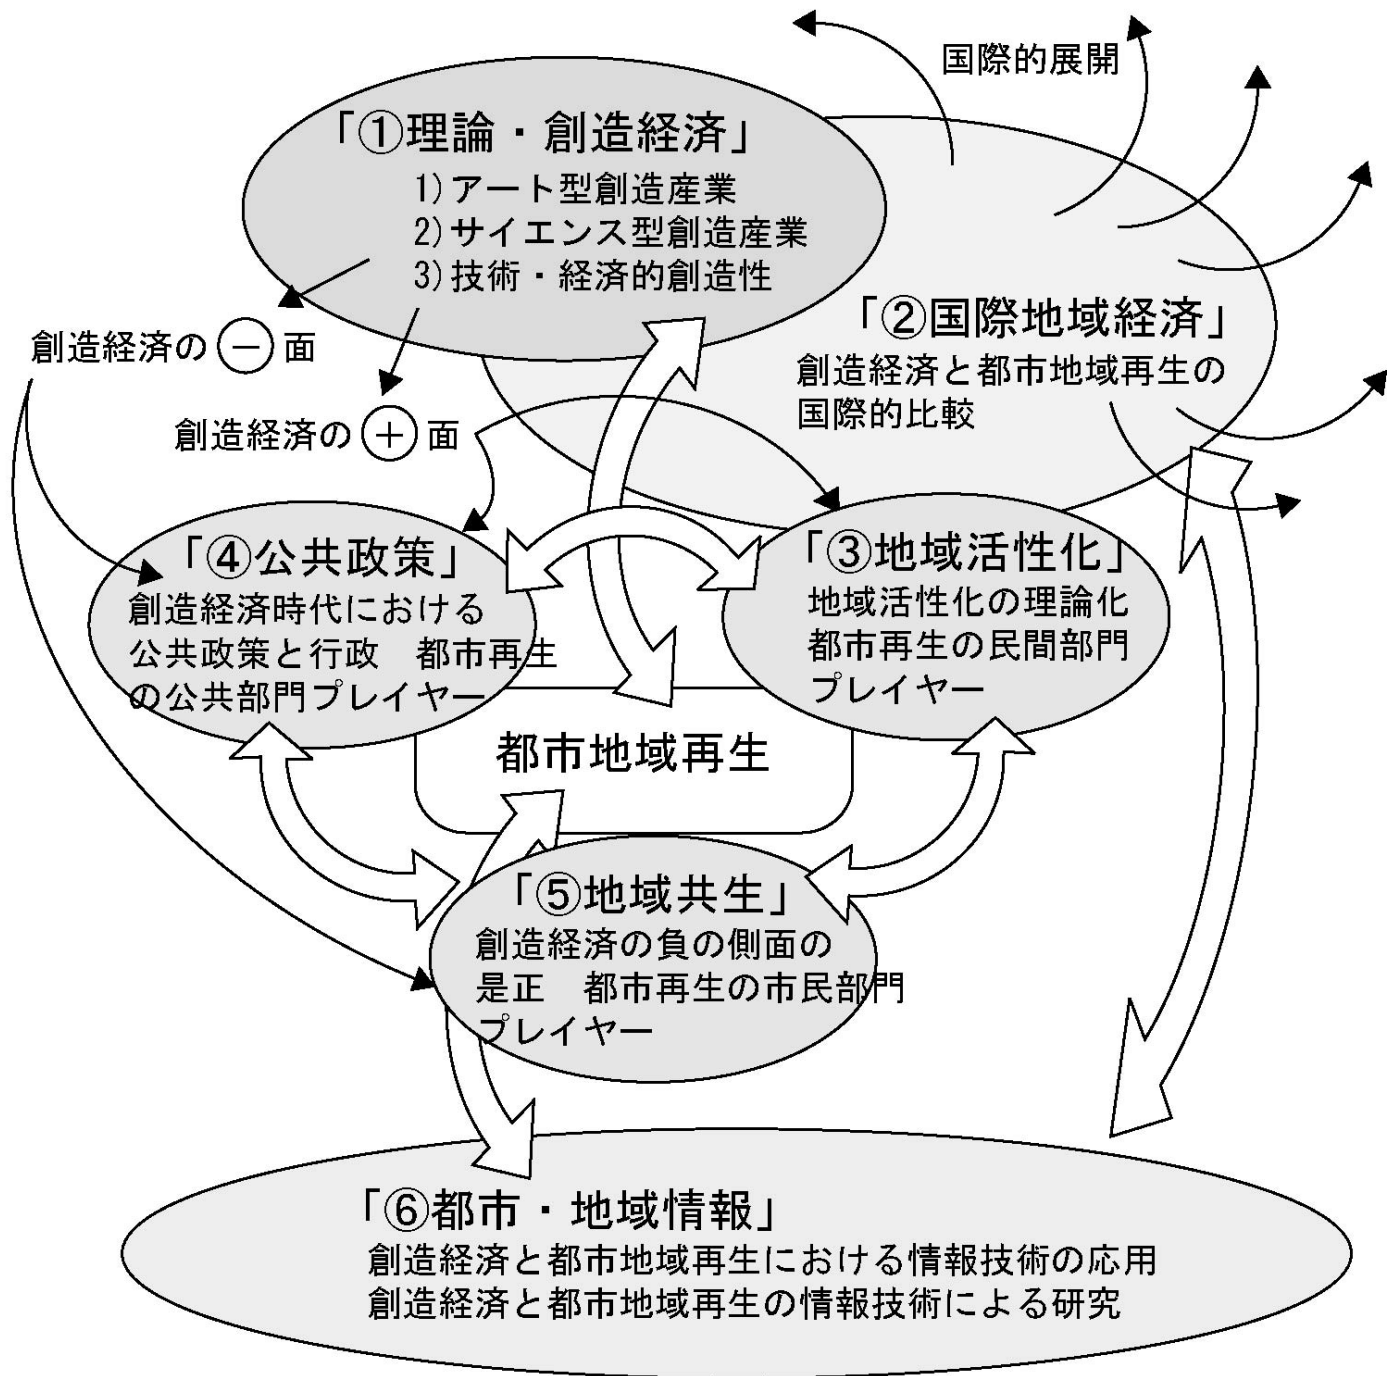 国際的展開
「①理論・創造経済」
1)アート型創造産業
2)サイエンス型創造産業
3)技術・経済的創造性
「②国際地域経済」
創造経済と都市地域再生の
国際的比較
創造経済の－面
創造経済の＋面
「④公共政策」
創造経済時代における
公共政策と行政　都市再生
の公共部門プレイヤー
「③地域活性化」
地域活性化の理論化
都市再生の民間部門
プレイヤー
都市地域再生
「⑤地域共生」
創造経済の負の側面の
是正　都市再生の市民部門
プレイヤー
「⑥都市・地域情報」
創造経済と都市地域再生における情報技術の応用
創造経済と都市地域再生の情報技術による研究